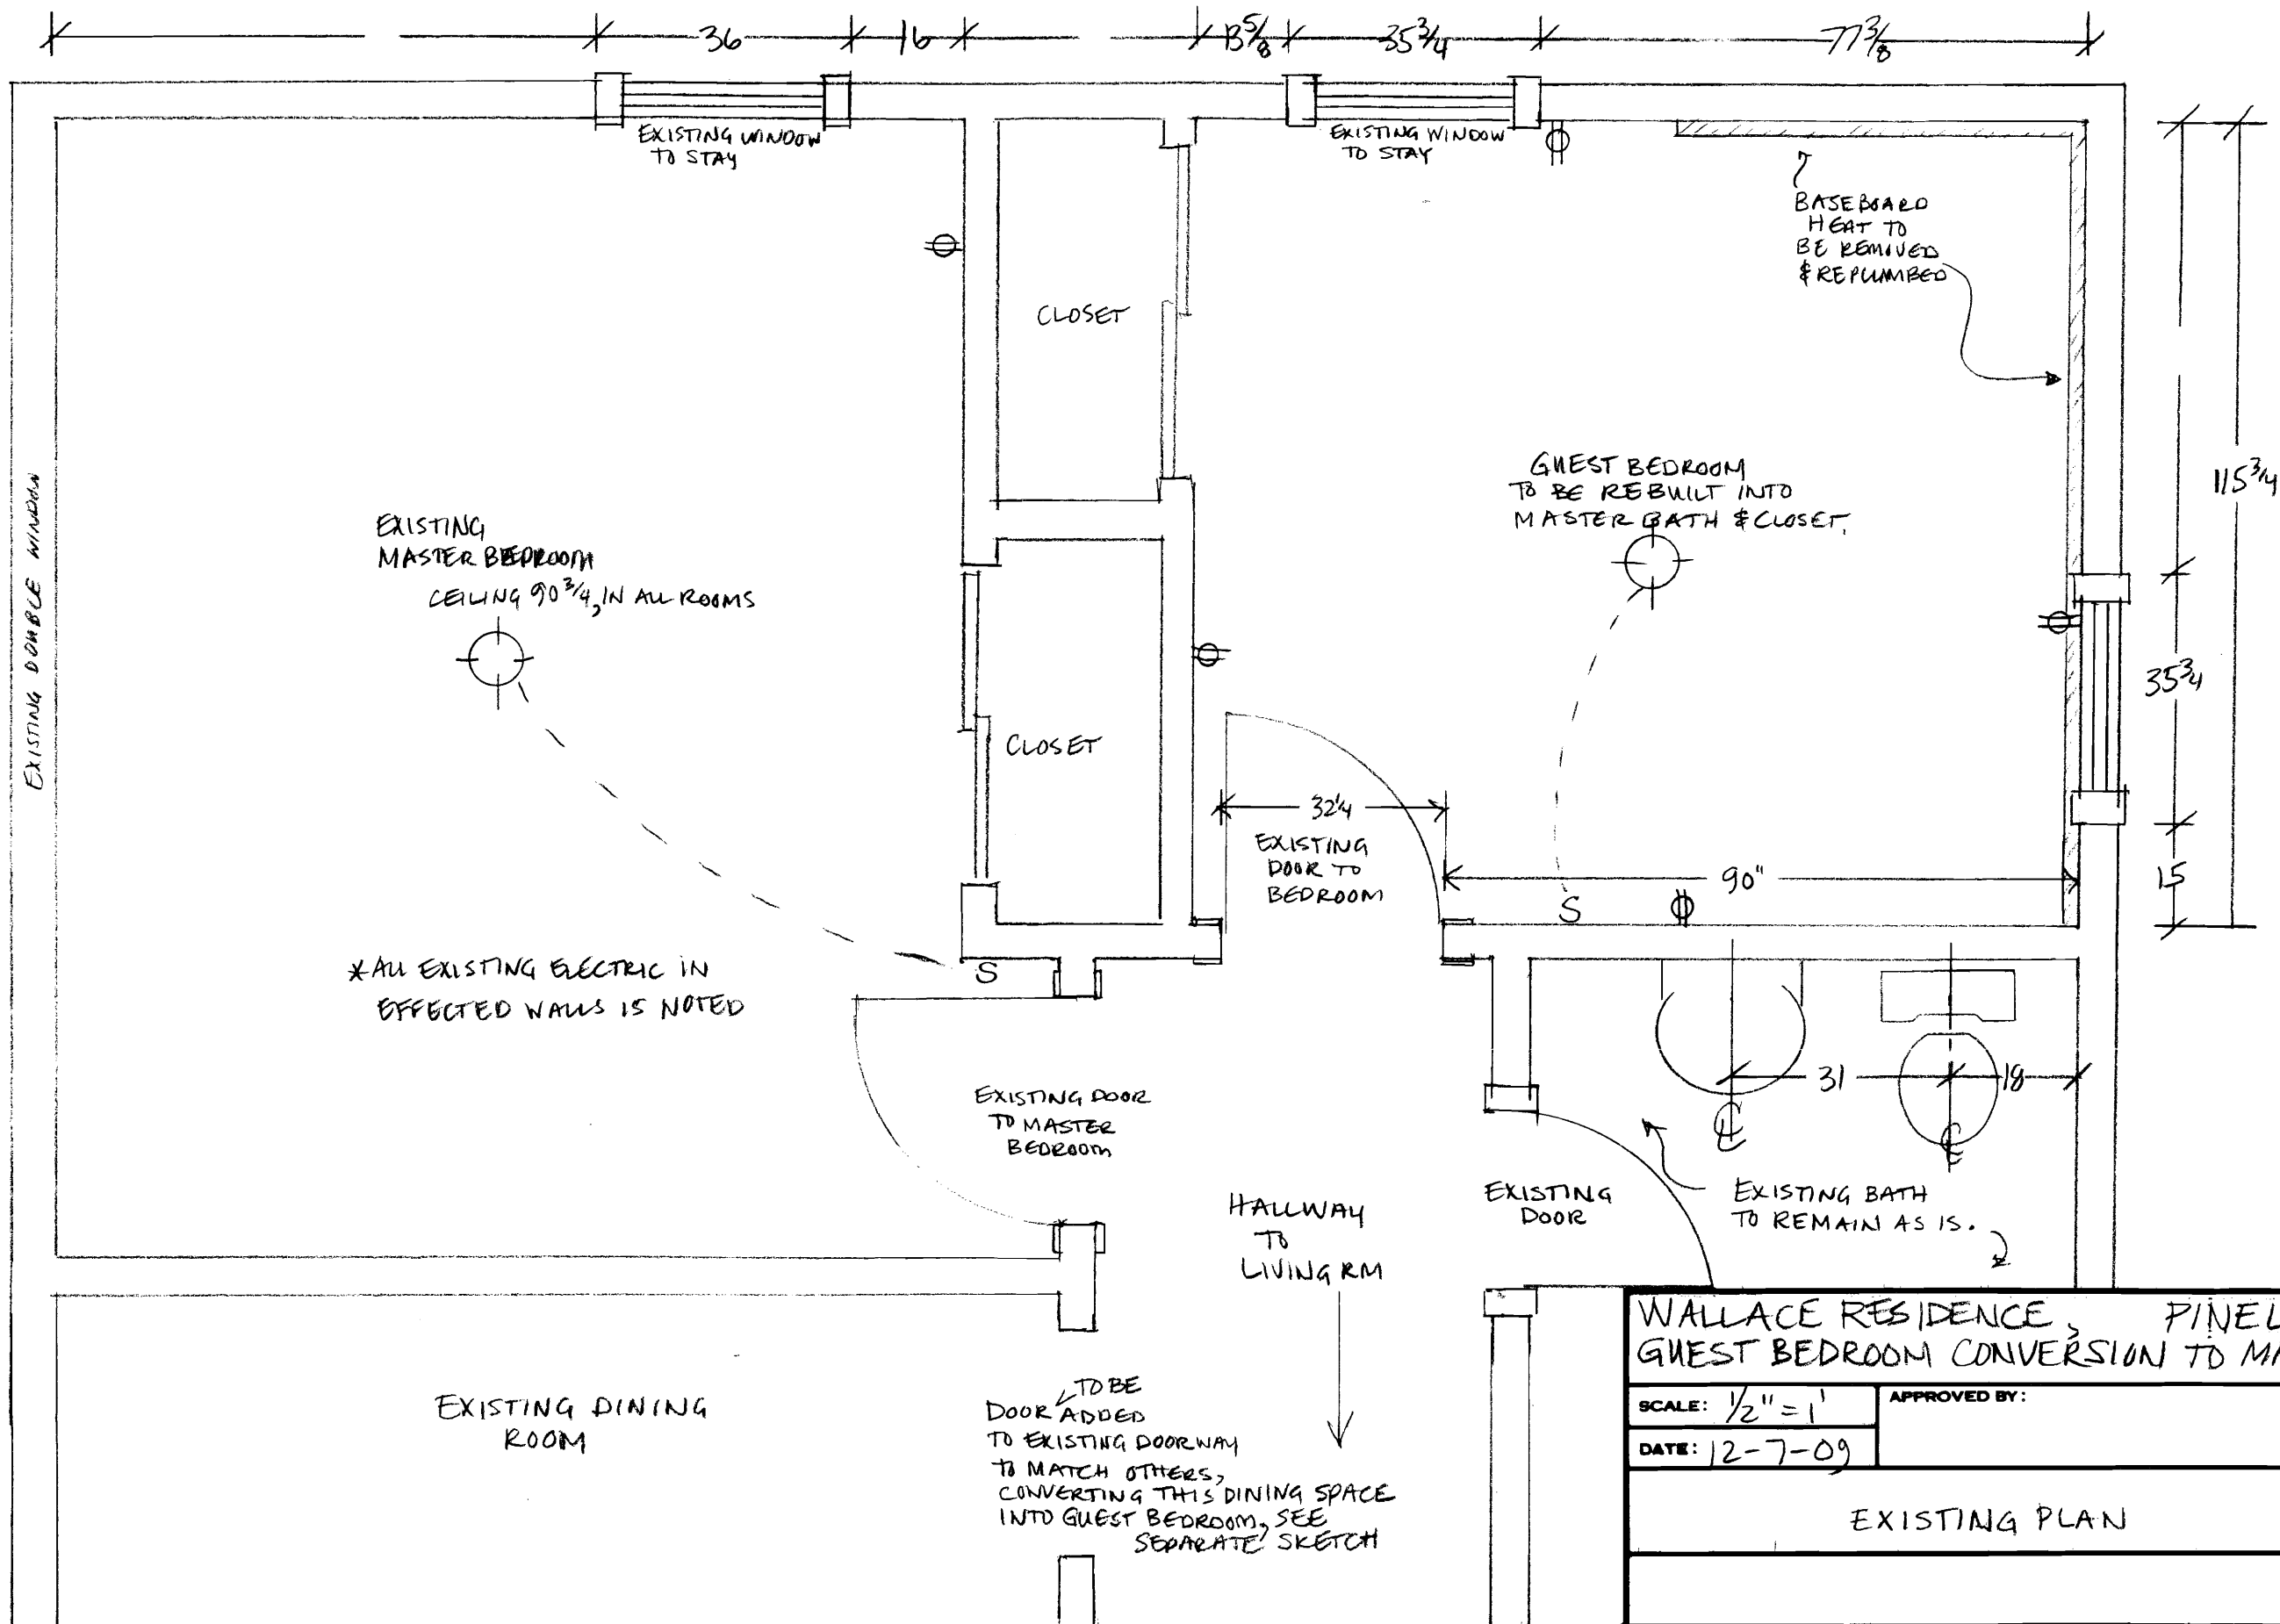 36
16
13 5/8
35 3/4
77 3/8
EXISTING WINDOW
TO STAY
EXISTING WINDOW
TO STAY
BASEBOARD
HEAT TO
BE REMOVED
& REPLUMBED
CLOSET
115 3/4
EXISTING DOUBLE WINDOW
EXISTING
MASTER BEDROOM
CEILING 90 3/4, IN ALL ROOMS
GUEST BEDROOM
TO BE REBUILT INTO
MASTER BATH & CLOSET.
35 3/4
CLOSET
32 1/4
EXISTING
DOOR TO
BEDROOM
90"
15
S
S
*ALL EXISTING ELECTRIC IN
EFFECTED WALLS IS NOTED
31
18
EXISTING DOOR
TO MASTER
BEDROOM
HALLWAY
TO
LIVING RM
EXISTING
DOOR
EXISTING BATH
TO REMAIN AS IS.
EXISTING DINING
ROOM
TO BE
DOOR ADDED
TO EXISTING DOORWAY
TO MATCH OTHERS,
CONVERTING THIS DINING SPACE
INTO GUEST BEDROOM, SEE
SEPARATE SKETCH
WALLACE RESIDENCE, PINEL
GUEST BEDROOM CONVERSION TO MA
SCALE: 1/2" = 1'
APPROVED BY:
DATE: 12-7-09
EXISTING PLAN